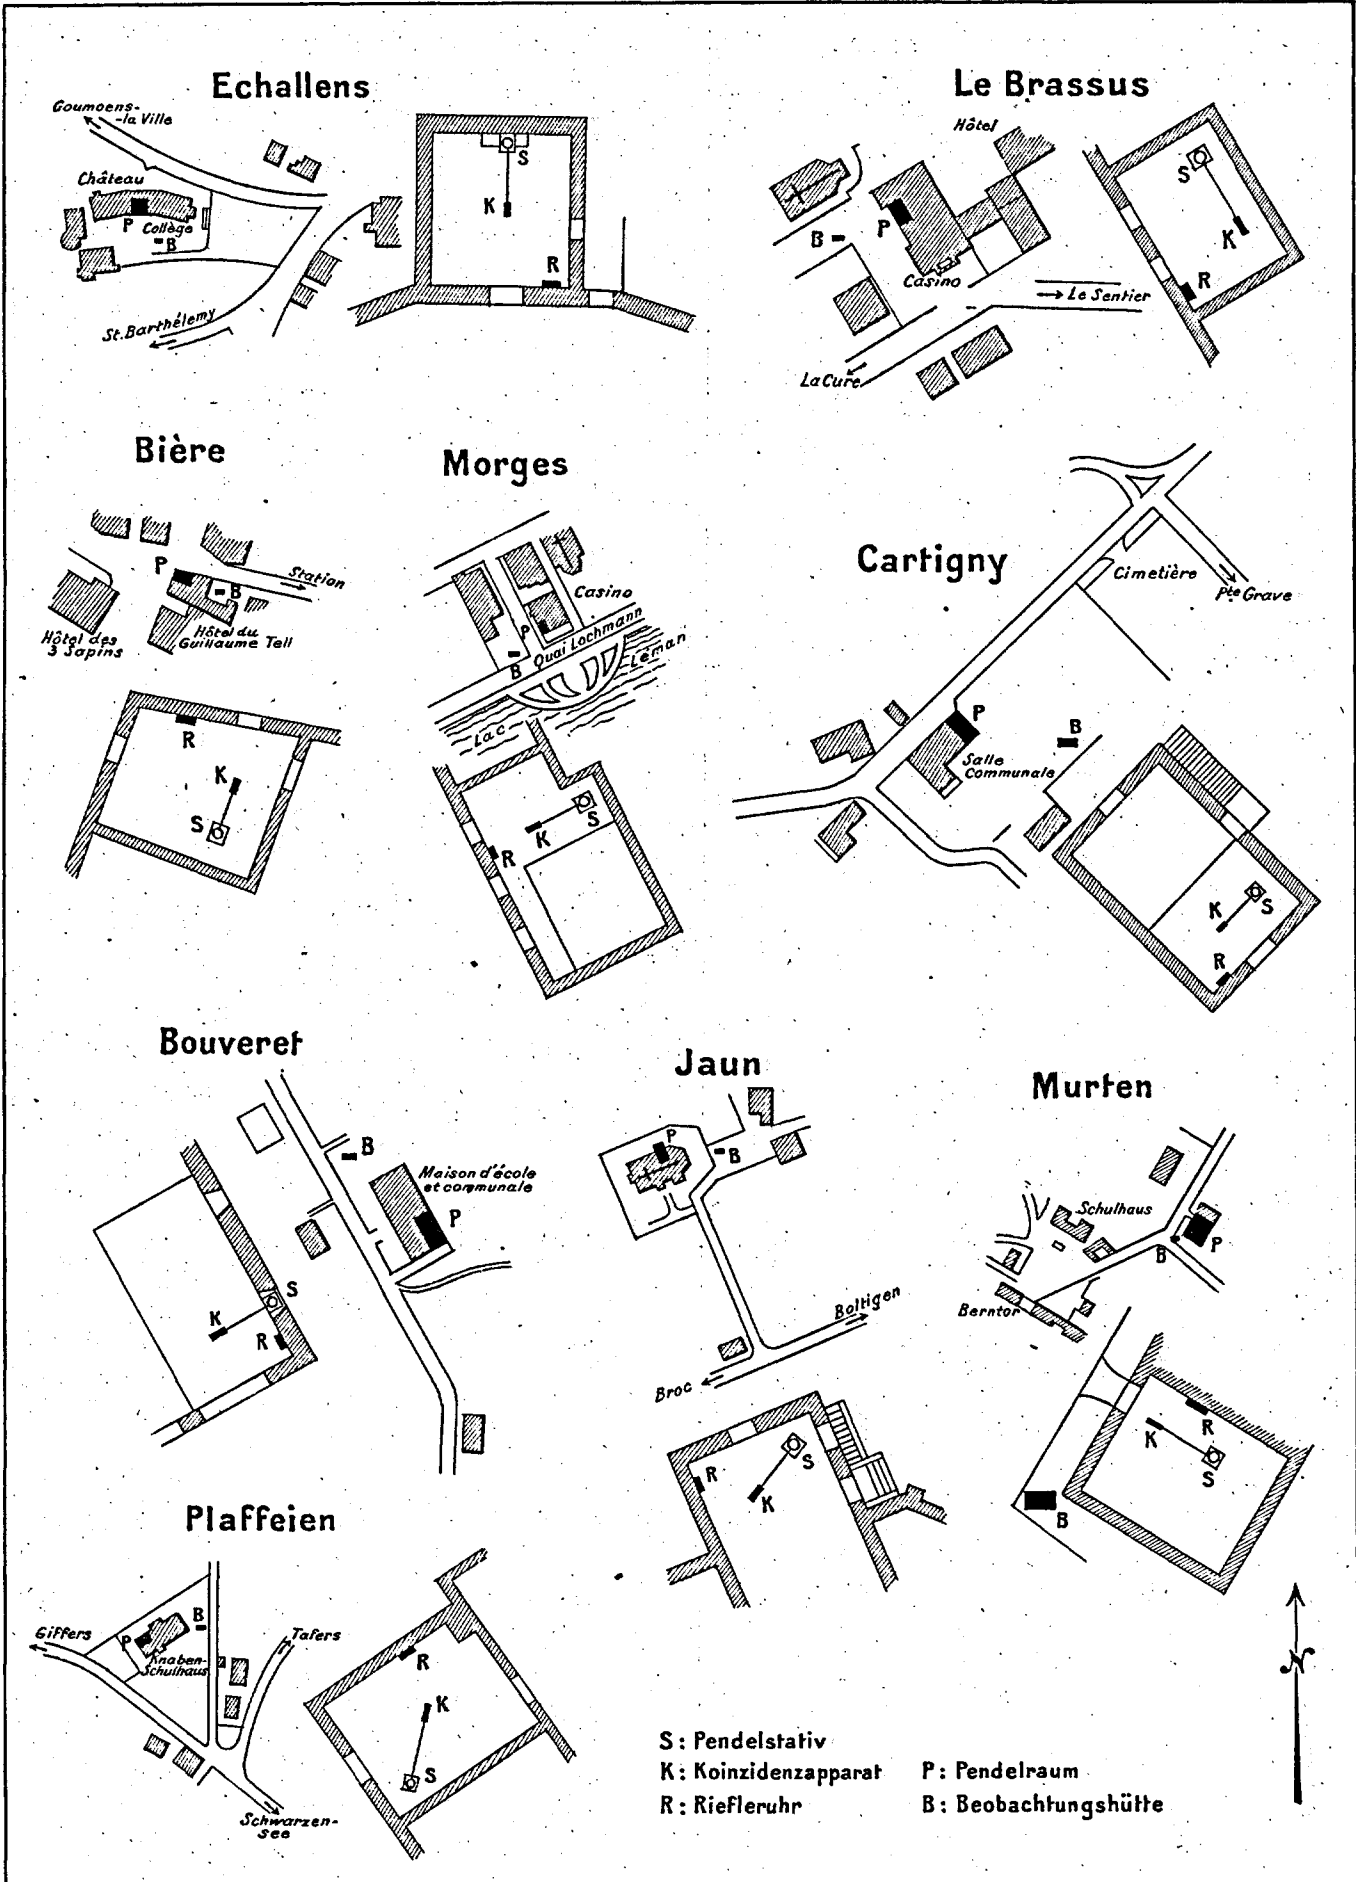 Echallens
Goumoens-
-la Ville
Château
P
Collège
B
St. Barthélemy
S
K
R
Le Brassus
Hôtel
B
P
Casino
Le Sentier
La Cure
S
K
R
Bière
P
Station
B
Hôtel des
3 Sapins
Hôtel du
Guillaume Tell
R
K
S
Morges
Casino
P
B
Quai Lochmann
Lac Léman
S
K
R
Cartigny
Cimetière
Pte Grave
P
B
Salle
Communale
K
S
R
Bouveret
B
Maison d'école
et communale
P
S
K
R
Jaun
P
B
Boltigen
Broc
R
S
K
Murten
Schulhaus
B
P
Berntor
R
K
S
B
Plaffeien
Giffers
B
P
Tafers
Knaben-
Schulhaus
Schwarzen-
see
R
K
S
N
S: Pendelstativ
K: Koinzidenzapparat
R: Riefleruhr
P: Pendelraum
B: Beobachtungshütte